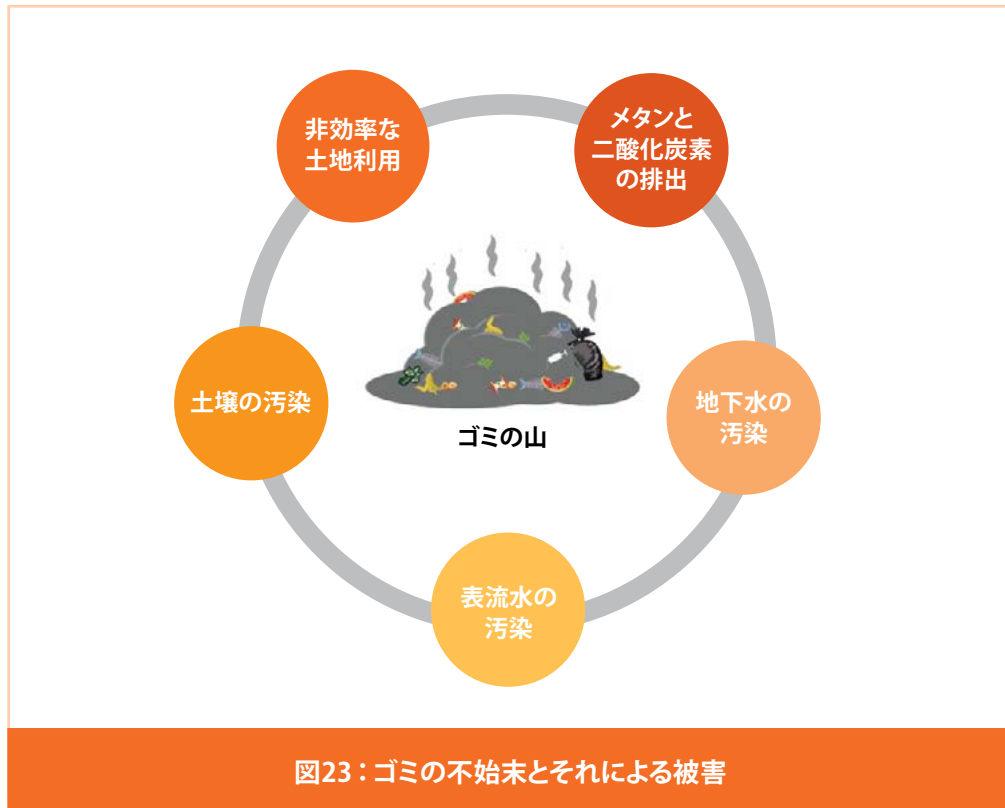 非効率な
土地利用
メタンと
二酸化炭素
の排出
土壌の汚染
ゴミの山
地下水の
汚染
表流水の
汚染
図23：ゴミの不始末とそれによる被害